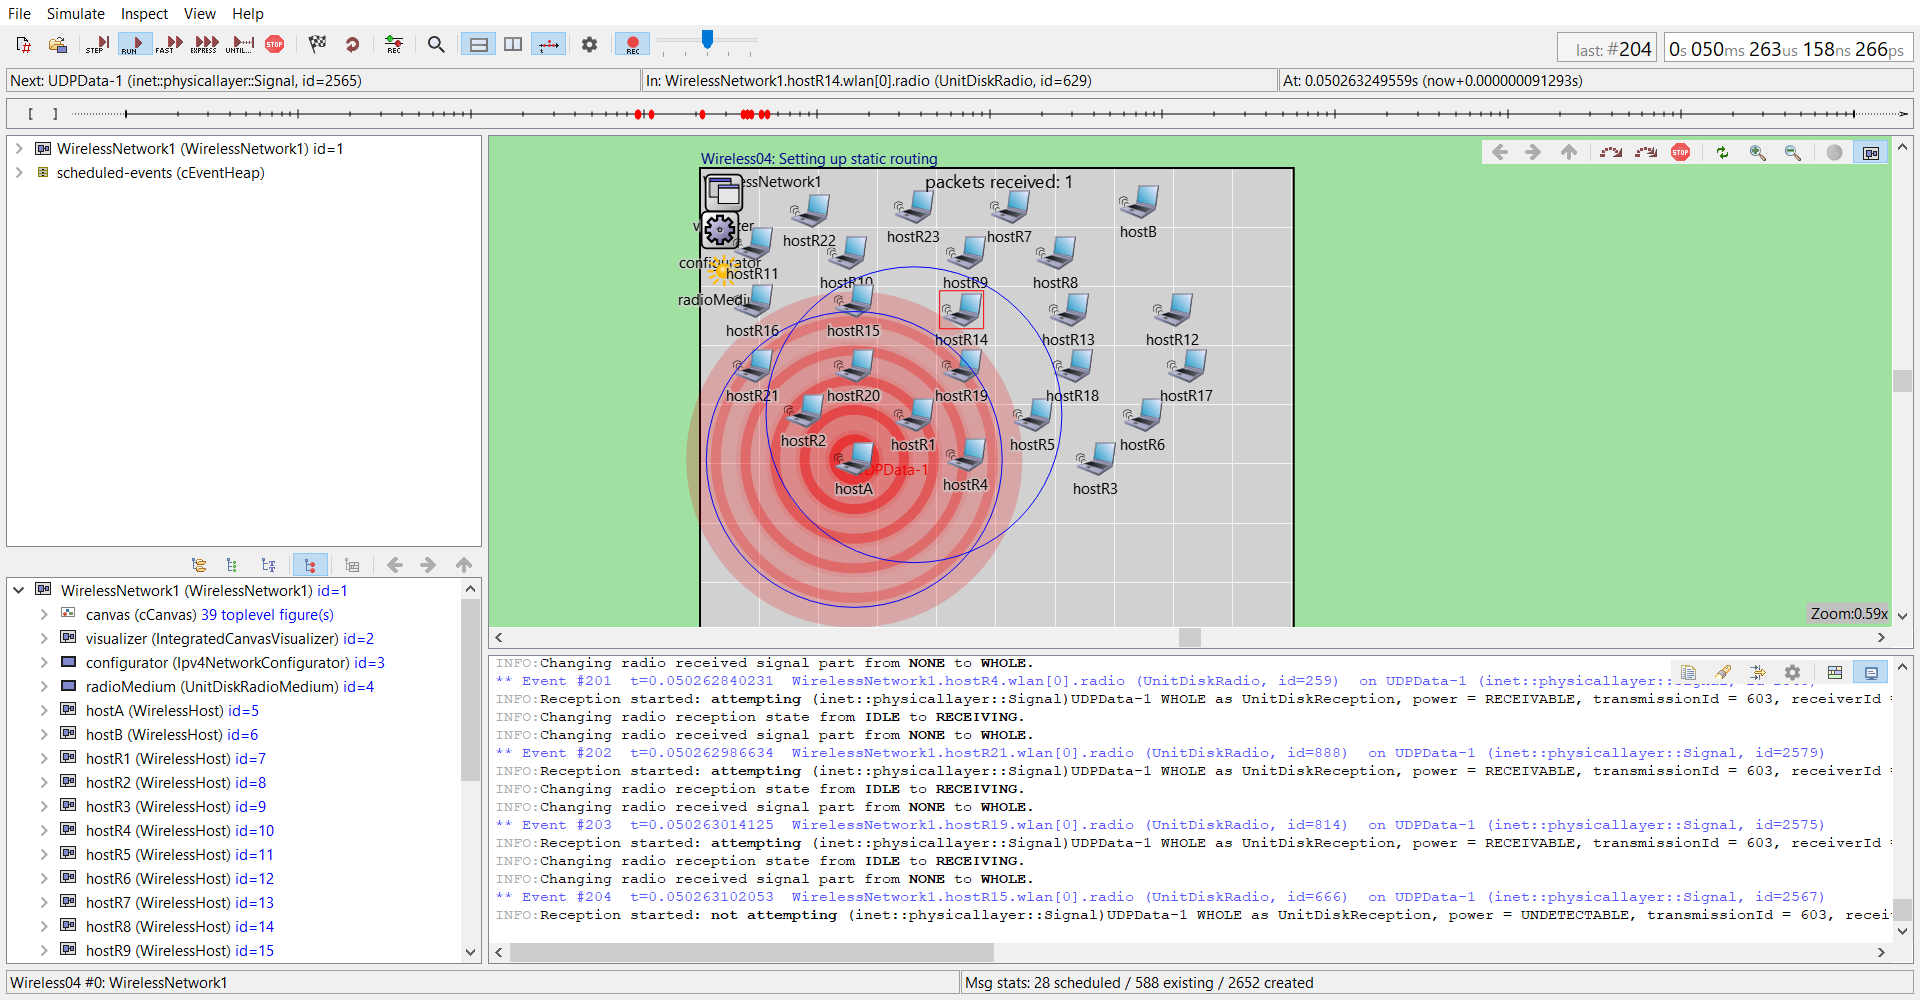 File Simulate Inspect View Help
STEP RUN FAST EXPRESS UNTIL... STOP REC REC
last: #204 0s 050ms 263us 158ns 266ps
Next: UDPData-1 (inet::physicallayer::Signal, id=2565) In: WirelessNetwork1.hostR14.wlan[0].radio (UnitDiskRadio, id=629) At: 0.050263249559s (now+0.000000091293s)
[ ]
WirelessNetwork1 (WirelessNetwork1) id=1
scheduled-events (cEventHeap)
WirelessNetwork1 (WirelessNetwork1) id=1
canvas (cCanvas) 39 toplevel figure(s)
visualizer (IntegratedCanvasVisualizer) id=2
configurator (Ipv4NetworkConfigurator) id=3
radioMedium (UnitDiskRadioMedium) id=4
hostA (WirelessHost) id=5
hostB (WirelessHost) id=6
hostR1 (WirelessHost) id=7
hostR2 (WirelessHost) id=8
hostR3 (WirelessHost) id=9
hostR4 (WirelessHost) id=10
hostR5 (WirelessHost) id=11
hostR6 (WirelessHost) id=12
hostR7 (WirelessHost) id=13
hostR8 (WirelessHost) id=14
hostR9 (WirelessHost) id=15
Wireless04: Setting up static routing
STOP
packets received: 1
hostR22 hostR23 hostR7 hostB
configurator
hostR11 hostR10 hostR9 hostR8
hostR16 hostR15 hostR14 hostR13 hostR12
hostR21 hostR20 hostR19 hostR18 hostR17
hostR2 hostR1 hostR5 hostR6
UDPData-1
hostA hostR4 hostR3
Zoom:0.59x
INFO:Changing radio received signal part from NONE to WHOLE.
** Event #201 t=0.050262840231 WirelessNetwork1.hostR4.wlan[0].radio (UnitDiskRadio, id=259) on UDPData-1 (inet::physicallayer::
INFO:Reception started: attempting (inet::physicallayer::Signal)UDPData-1 WHOLE as UnitDiskReception, power = RECEIVABLE, transmissionId = 603, receiverId
INFO:Changing radio reception state from IDLE to RECEIVING.
INFO:Changing radio received signal part from NONE to WHOLE.
** Event #202 t=0.050262986634 WirelessNetwork1.hostR21.wlan[0].radio (UnitDiskRadio, id=888) on UDPData-1 (inet::physicallayer::Signal, id=2579)
INFO:Reception started: attempting (inet::physicallayer::Signal)UDPData-1 WHOLE as UnitDiskReception, power = RECEIVABLE, transmissionId = 603, receiverId
INFO:Changing radio reception state from IDLE to RECEIVING.
INFO:Changing radio received signal part from NONE to WHOLE.
** Event #203 t=0.050263014125 WirelessNetwork1.hostR19.wlan[0].radio (UnitDiskRadio, id=814) on UDPData-1 (inet::physicallayer::Signal, id=2575)
INFO:Reception started: attempting (inet::physicallayer::Signal)UDPData-1 WHOLE as UnitDiskReception, power = RECEIVABLE, transmissionId = 603, receiverId
INFO:Changing radio reception state from IDLE to RECEIVING.
INFO:Changing radio received signal part from NONE to WHOLE.
** Event #204 t=0.050263102053 WirelessNetwork1.hostR15.wlan[0].radio (UnitDiskRadio, id=666) on UDPData-1 (inet::physicallayer::Signal, id=2567)
INFO:Reception started: not attempting (inet::physicallayer::Signal)UDPData-1 WHOLE as UnitDiskReception, power = UNDETECTABLE, transmissionId = 603, recei
Wireless04 #0: WirelessNetwork1 Msg stats: 28 scheduled / 588 existing / 2652 created